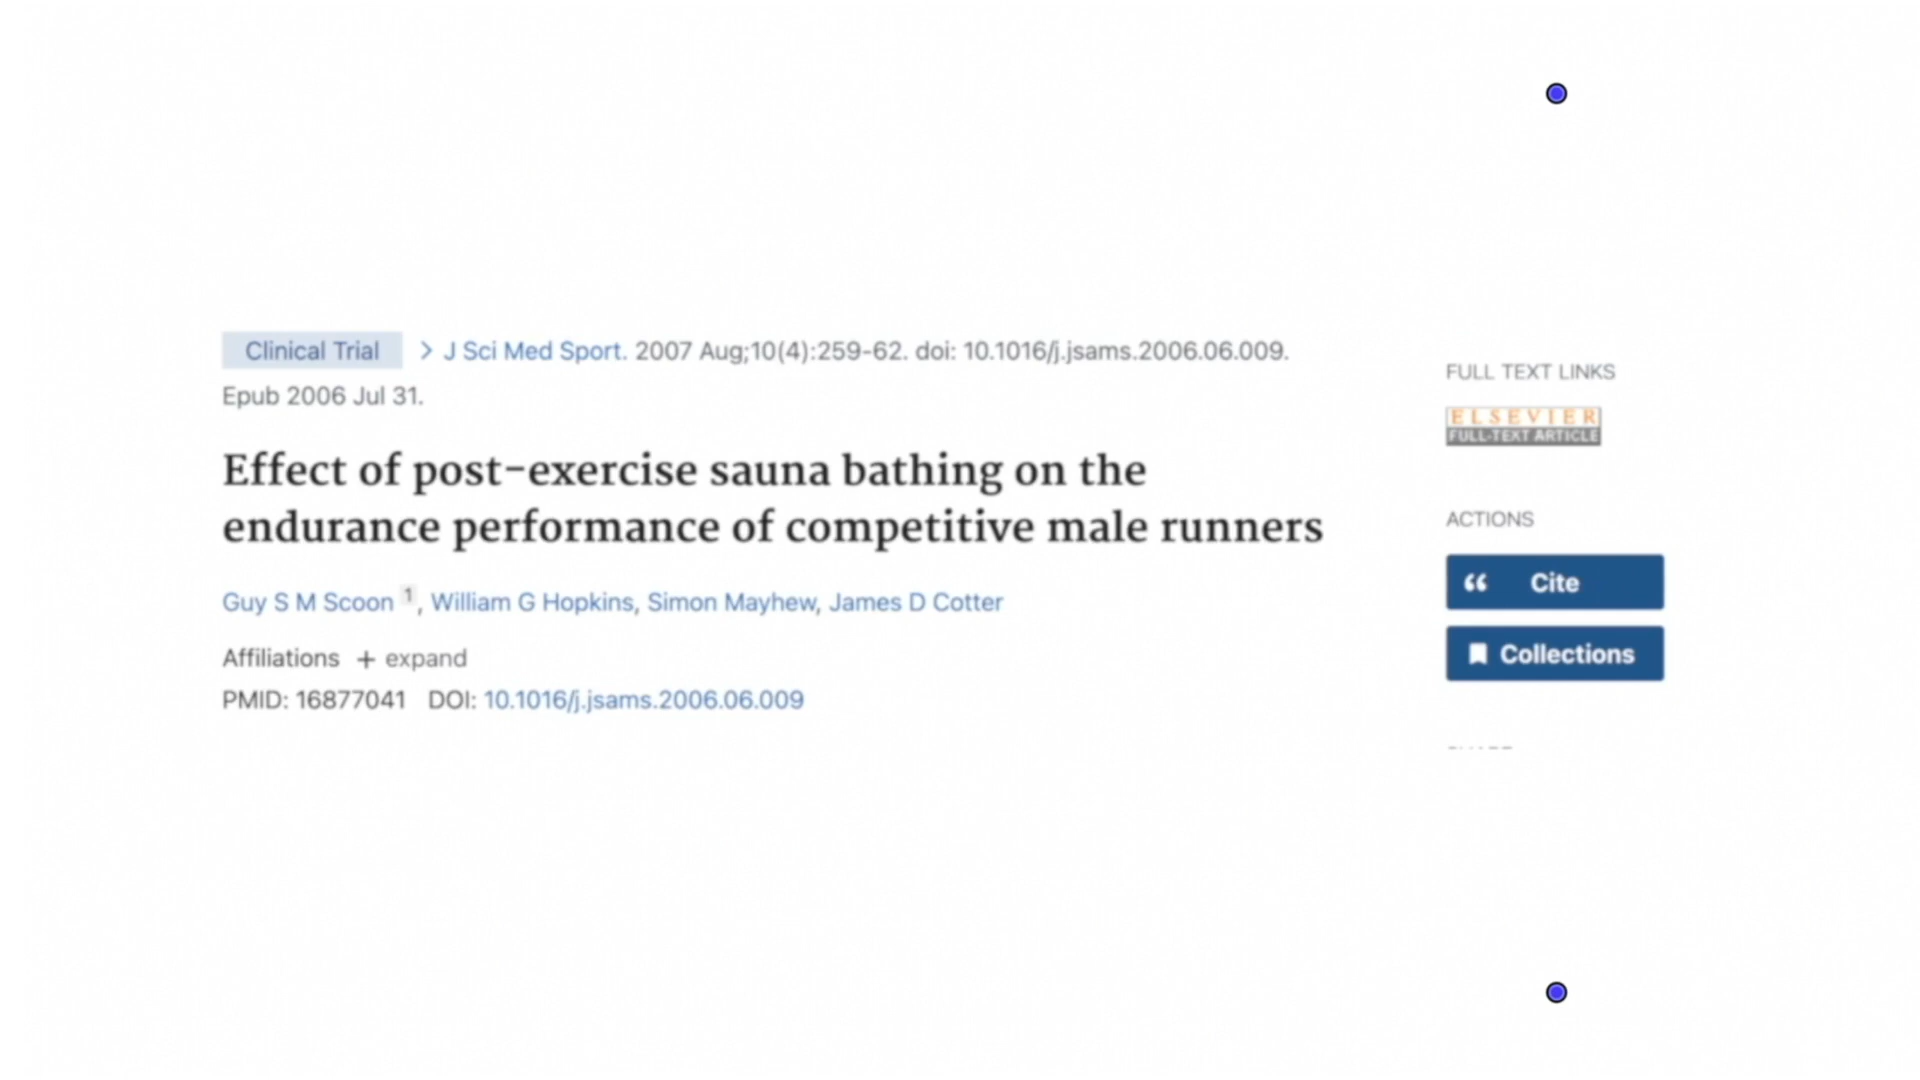 Clinical Trial > J Sci Med Sport. 2007 Aug;10(4):259-62. doi: 10.1016/j.jsams.2006.06.009.
Epub 2006 Jul 31.
Effect of post-exercise sauna bathing on the
endurance performance of competitive male runners
Guy S M Scoon 1, William G Hopkins, Simon Mayhew, James D Cotter
Affiliations + expand
PMID: 16877041 DOI: 10.1016/j.jsams.2006.06.009
FULL TEXT LINKS
ELSEVIER
FULL-TEXT ARTICLE
ACTIONS
Cite
Collections